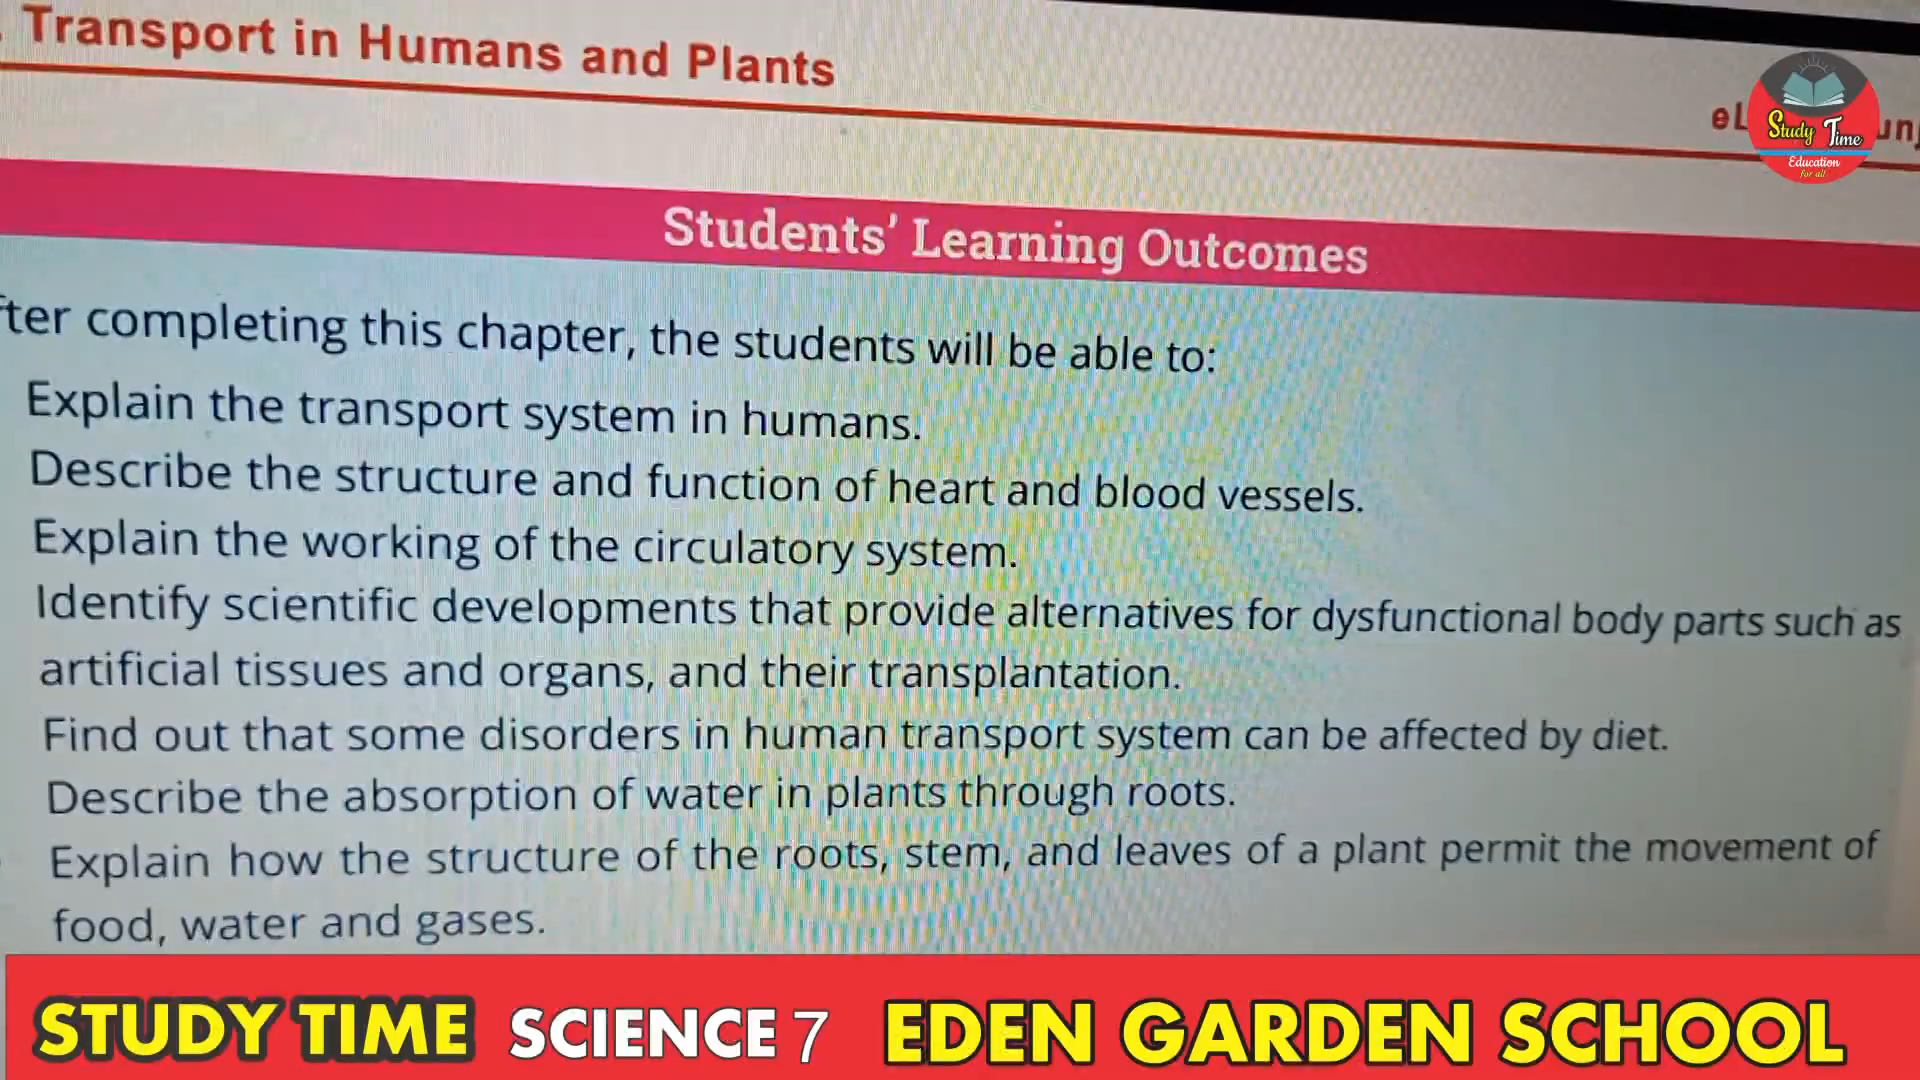 Transport in Humans and Plants
Study Time
Education
for all
Students' Learning Outcomes
ter completing this chapter, the students will be able to:
Explain the transport system in humans.
Describe the structure and function of heart and blood vessels.
Explain the working of the circulatory system.
Identify scientific developments that provide alternatives for dysfunctional body parts such as
artificial tissues and organs, and their transplantation.
Find out that some disorders in human transport system can be affected by diet.
Describe the absorption of water in plants through roots.
Explain how the structure of the roots, stem, and leaves of a plant permit the movement of
food, water and gases.
STUDY TIME SCIENCE 7 EDEN GARDEN SCHOOL